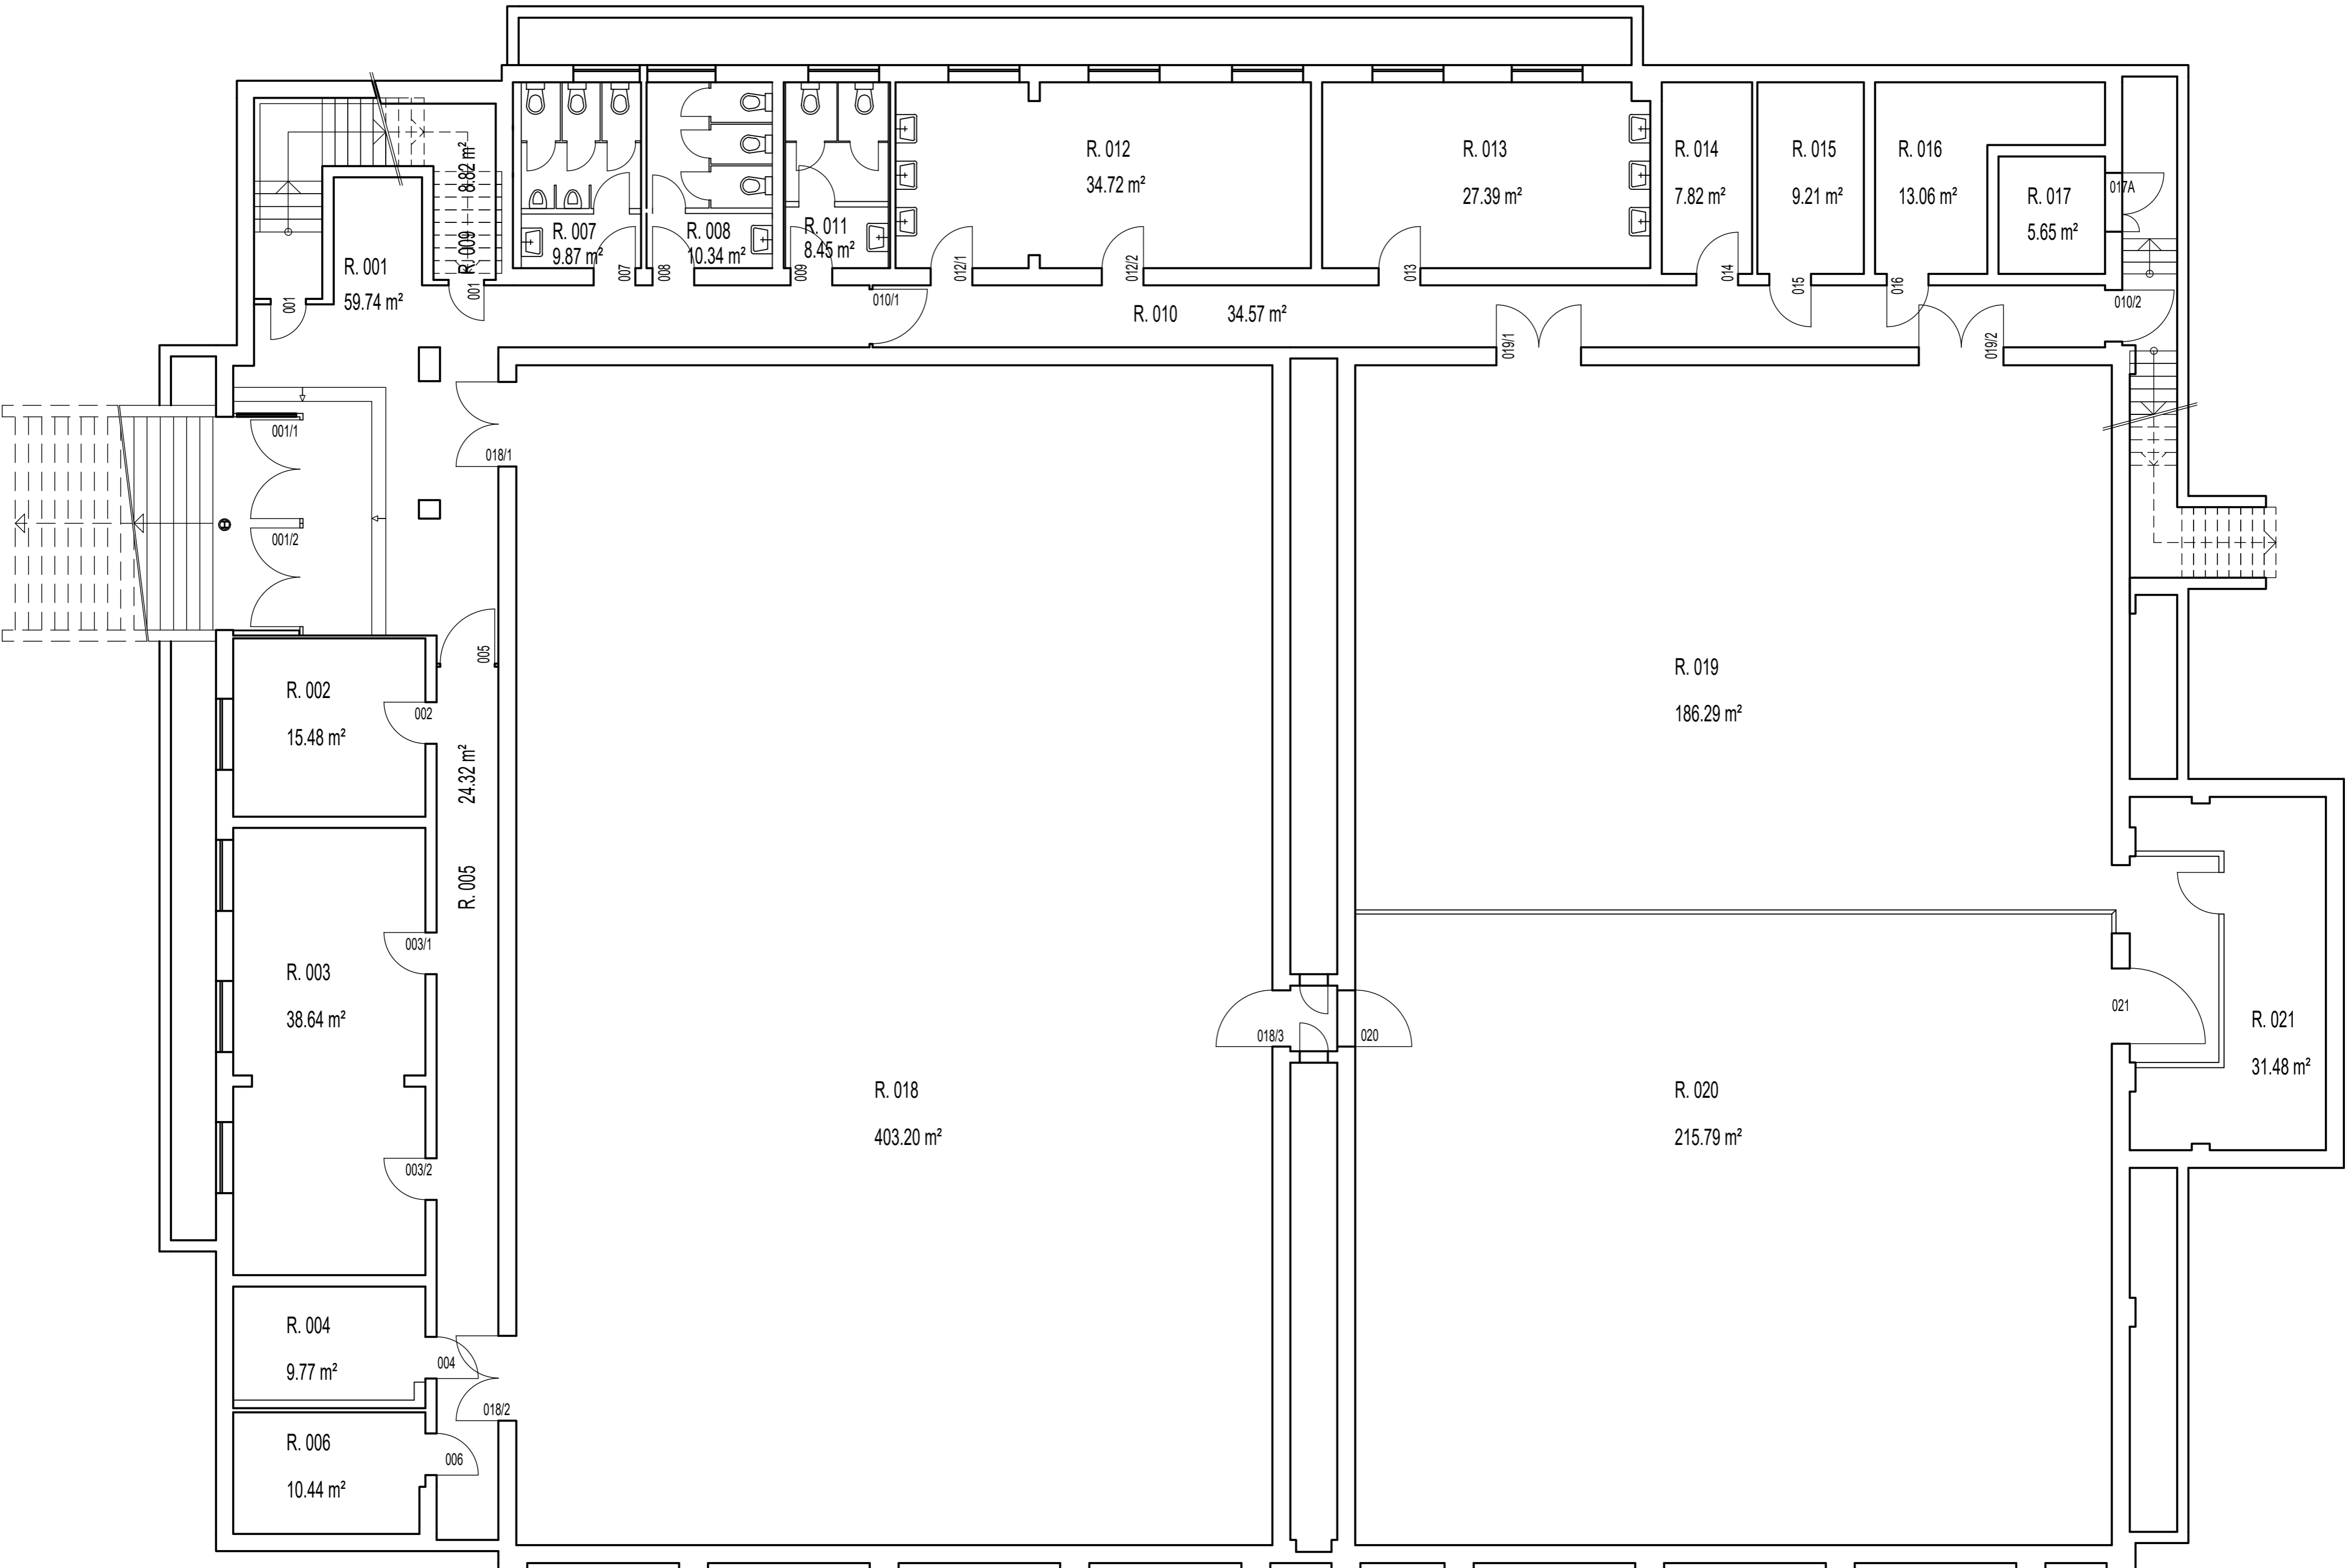 R. 001
59.74 m²
R. 009 8.82 m²
R. 007
9.87 m²
R. 008
10.34 m²
R. 011
8.45 m²
R. 012
34.72 m²
R. 013
27.39 m²
R. 014
7.82 m²
R. 015
9.21 m²
R. 016
13.06 m²
R. 017
5.65 m²
017A
001
001
007
008
009
012/1
012/2
013
014
015
016
010/1
R. 010 34.57 m²
010/2
019/1
019/2
001/1
018/1
001/2
005
R. 002
15.48 m²
002
R. 005 24.32 m²
R. 019
186.29 m²
R. 003
38.64 m²
003/1
003/2
018/3
020
021
R. 021
31.48 m²
R. 018
403.20 m²
R. 020
215.79 m²
R. 004
9.77 m²
004
018/2
R. 006
10.44 m²
006